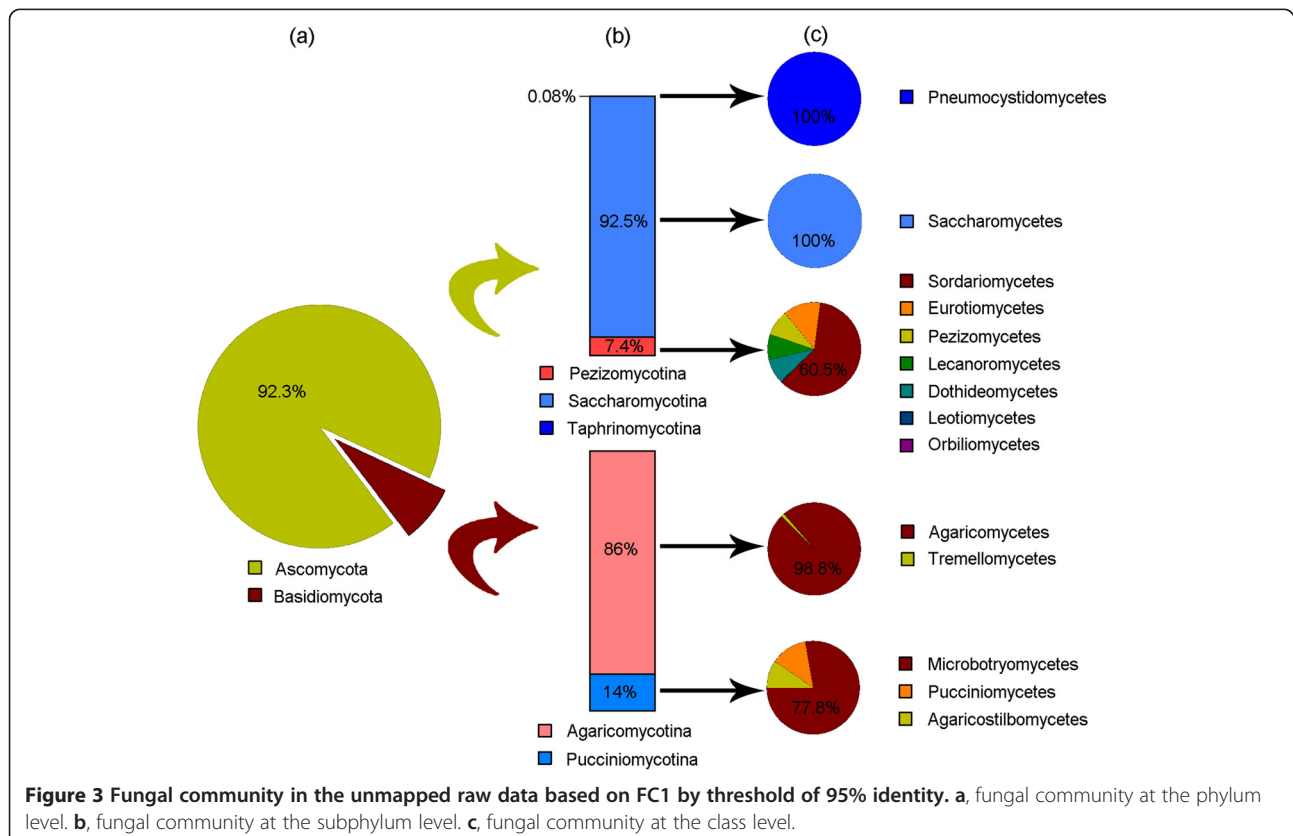 (a)
(b)
(c)
0.08%
100%
Pneumocystidomycetes
92.5%
100%
Saccharomycetes
Sordariomycetes
Eurotiomycetes
Pezizomycetes
Lecanoromycetes
Dothideomycetes
Leotiomycetes
Orbiliomycetes
7.4%
60.5%
Pezizomycotina
Saccharomycotina
Taphrinomycotina
92.3%
Ascomycota
Basidiomycota
86%
98.8%
Agaricomycetes
Tremellomycetes
14%
77.8%
Microbotryomycetes
Pucciniomycetes
Agaricostilbomycetes
Agaricomycotina
Pucciniomycotina
Figure 3 Fungal community in the unmapped raw data based on FC1 by threshold of 95% identity. a, fungal community at the phylum
level. b, fungal community at the subphylum level. c, fungal community at the class level.